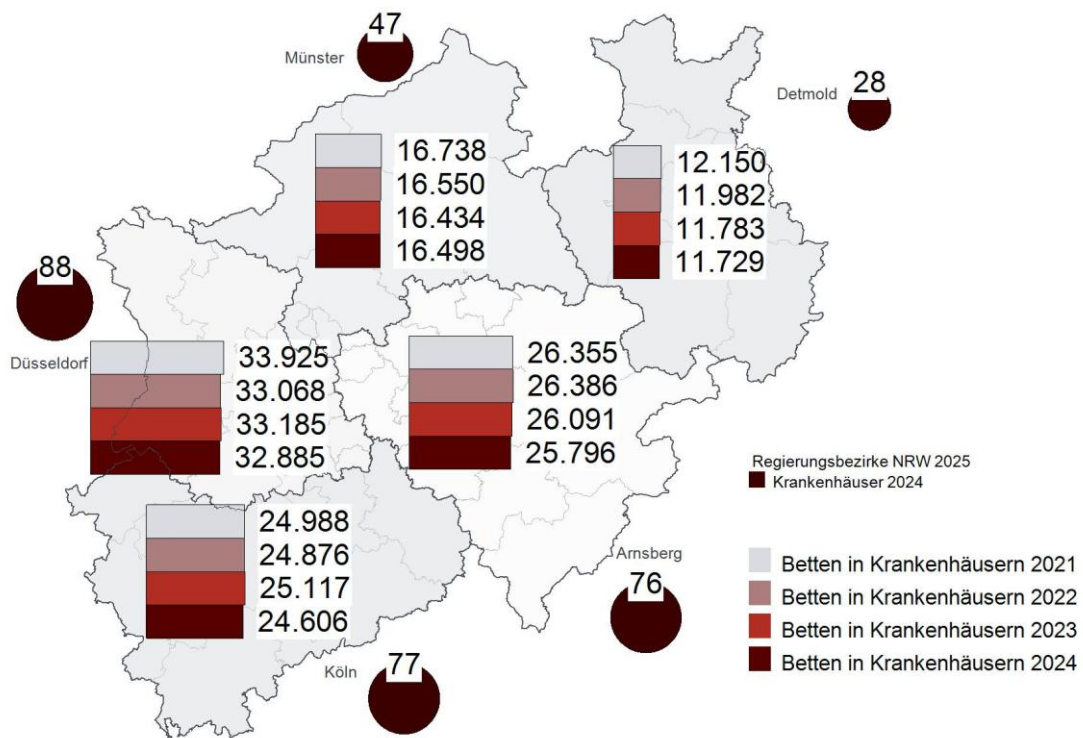 47
Münster
28
Detmold
16.738
16.550
16.434
16.498
12.150
11.982
11.783
11.729
88
Düsseldorf
33.925
33.068
33.185
32.885
26.355
26.386
26.091
25.796
Regierungsbezirke NRW 2025
Krankenhäuser 2024
24.988
24.876
25.117
24.606
Arnsberg
76
Betten in Krankenhäusern 2021
Betten in Krankenhäusern 2022
Betten in Krankenhäusern 2023
Betten in Krankenhäusern 2024
Köln
77